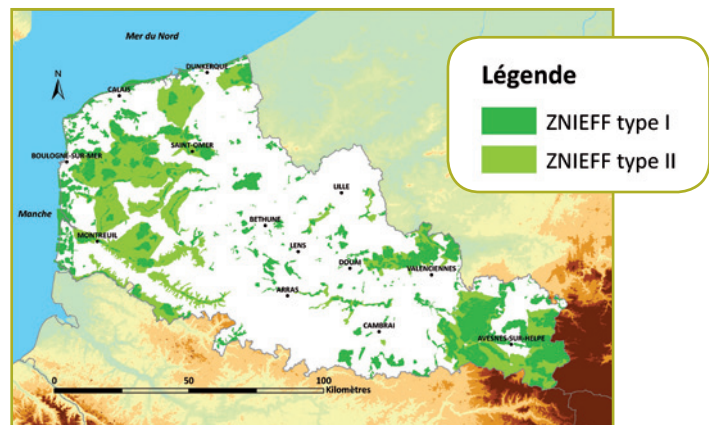 Mer du Nord
DUNKERQUE
N
CALAIS
Légende
ZNIEFF type I
ZNIEFF type II
SAINT-OMER
BOULOGNE-SUR-MER
LILLE
Manche
BETHUNE
MONTREUIL
LENS
DOUAI
VALENCIENNES
ARRAS
CAMBRAI
AVESNES-SUR-HELPE
0 50 100
Kilomètres